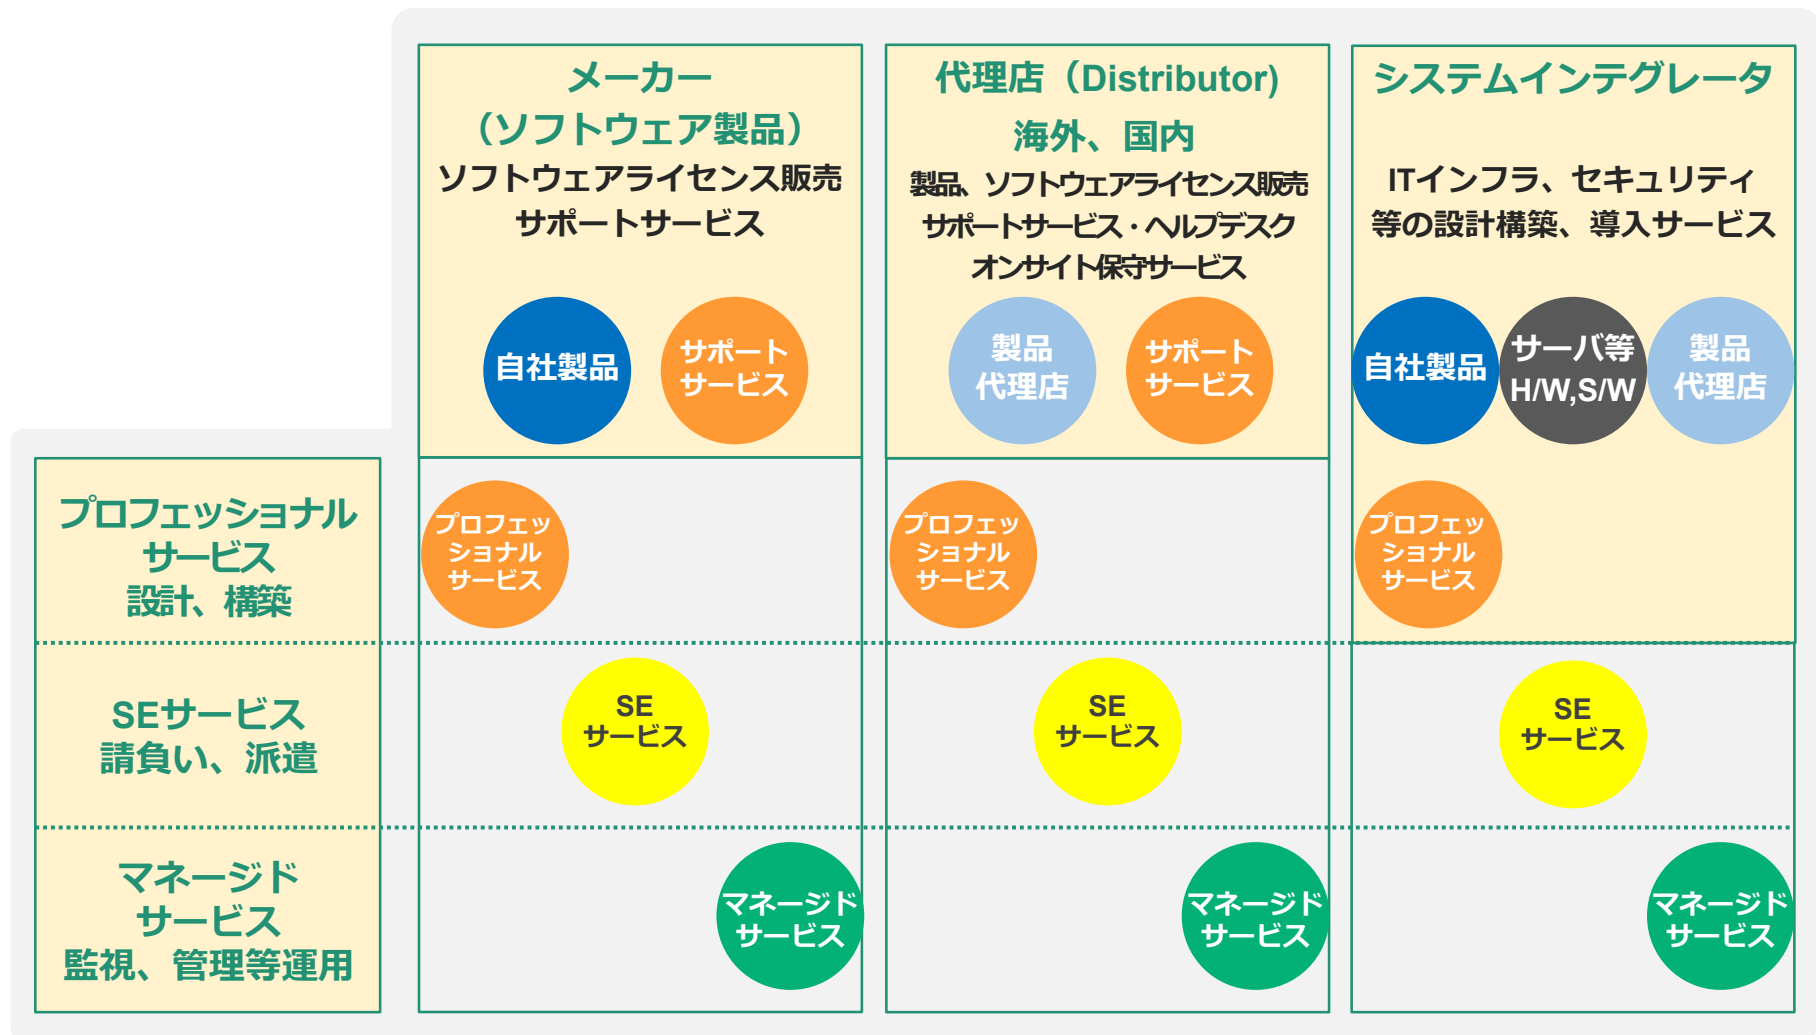 メーカー
（ソフトウェア製品）
ソフトウェアライセンス販売
サポートサービス
自社製品
サポート
サービス
代理店（Distributor)
海外、国内
製品、ソフトウェアライセンス販売
サポートサービス・ヘルプデスク
オンサイト保守サービス
製品
代理店
サポート
サービス
システムインテグレータ
ITインフラ、セキュリティ
等の設計構築、導入サービス
自社製品
サーバ等
H/W,S/W
製品
代理店
プロフェッショナル
サービス
設計、構築
プロフェッ
ショナル
サービス
プロフェッ
ショナル
サービス
プロフェッ
ショナル
サービス
SEサービス
請負い、派遣
SE
サービス
SE
サービス
SE
サービス
マネージド
サービス
監視、管理等運用
マネージド
サービス
マネージド
サービス
マネージド
サービス